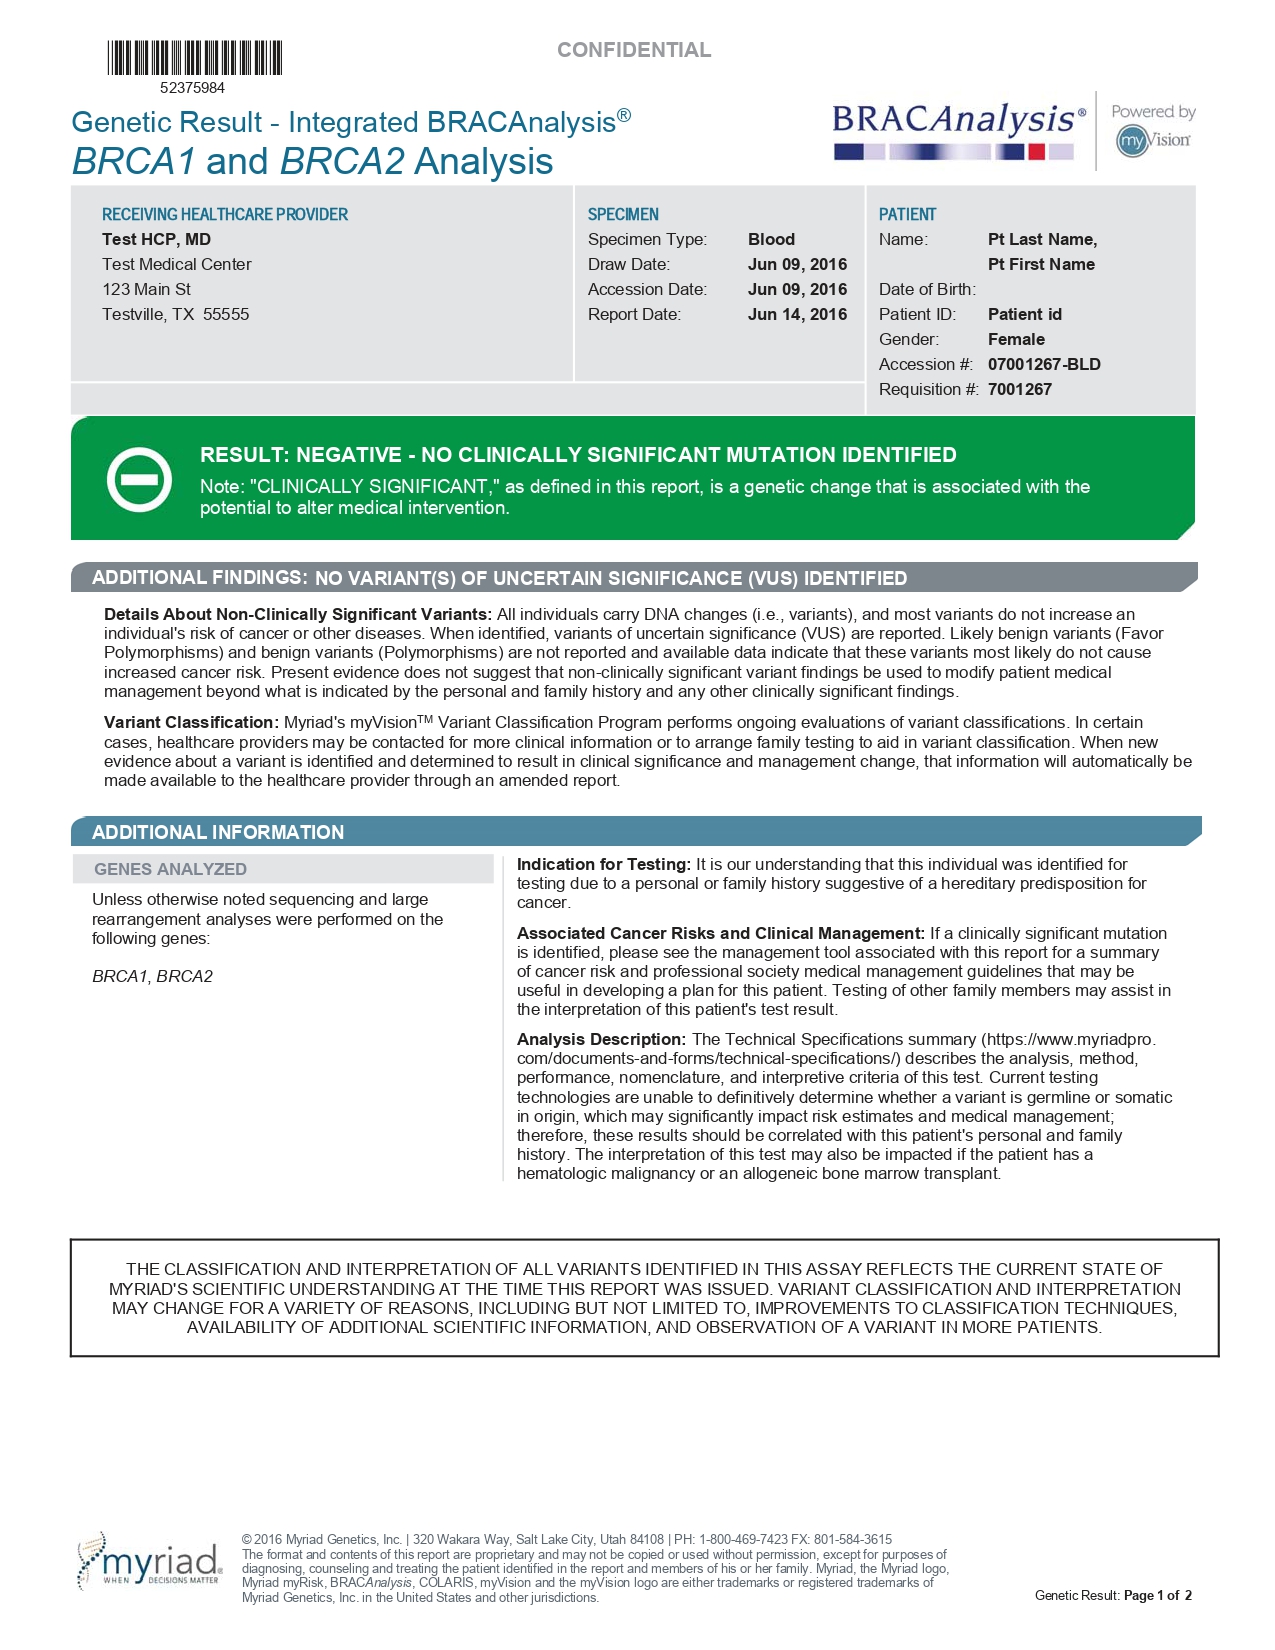 CONFIDENTIAL
52375984
Genetic Result - Integrated BRACAnalysis®
BRCA1 and BRCA2 Analysis
BRACAnalysis®
Powered by
myVision®
RECEIVING HEALTHCARE PROVIDER
Test HCP, MD
Test Medical Center
123 Main St
Testville, TX 55555
SPECIMEN
Specimen Type: Blood
Draw Date: Jun 09, 2016
Accession Date: Jun 09, 2016
Report Date: Jun 14, 2016
PATIENT
Name: Pt Last Name,
Pt First Name
Date of Birth:
Patient ID: Patient id
Gender: Female
Accession #: 07001267-BLD
Requisition #: 7001267
RESULT: NEGATIVE - NO CLINICALLY SIGNIFICANT MUTATION IDENTIFIED
Note: "CLINICALLY SIGNIFICANT," as defined in this report, is a genetic change that is associated with the
potential to alter medical intervention.
ADDITIONAL FINDINGS: NO VARIANT(S) OF UNCERTAIN SIGNIFICANCE (VUS) IDENTIFIED
Details About Non-Clinically Significant Variants: All individuals carry DNA changes (i.e., variants), and most variants do not increase an
individual's risk of cancer or other diseases. When identified, variants of uncertain significance (VUS) are reported. Likely benign variants (Favor
Polymorphisms) and benign variants (Polymorphisms) are not reported and available data indicate that these variants most likely do not cause
increased cancer risk. Present evidence does not suggest that non-clinically significant variant findings be used to modify patient medical
management beyond what is indicated by the personal and family history and any other clinically significant findings.
Variant Classification: Myriad's myVision™ Variant Classification Program performs ongoing evaluations of variant classifications. In certain
cases, healthcare providers may be contacted for more clinical information or to arrange family testing to aid in variant classification. When new
evidence about a variant is identified and determined to result in clinical significance and management change, that information will automatically be
made available to the healthcare provider through an amended report.
ADDITIONAL INFORMATION
GENES ANALYZED
Unless otherwise noted sequencing and large
rearrangement analyses were performed on the
following genes:
BRCA1, BRCA2
Indication for Testing: It is our understanding that this individual was identified for
testing due to a personal or family history suggestive of a hereditary predisposition for
cancer.
Associated Cancer Risks and Clinical Management: If a clinically significant mutation
is identified, please see the management tool associated with this report for a summary
of cancer risk and professional society medical management guidelines that may be
useful in developing a plan for this patient. Testing of other family members may assist in
the interpretation of this patient's test result.
Analysis Description: The Technical Specifications summary (https://www.myriadpro.
com/documents-and-forms/technical-specifications/) describes the analysis, method,
performance, nomenclature, and interpretive criteria of this test. Current testing
technologies are unable to definitively determine whether a variant is germline or somatic
in origin, which may significantly impact risk estimates and medical management;
therefore, these results should be correlated with this patient's personal and family
history. The interpretation of this test may also be impacted if the patient has a
hematologic malignancy or an allogeneic bone marrow transplant.
THE CLASSIFICATION AND INTERPRETATION OF ALL VARIANTS IDENTIFIED IN THIS ASSAY REFLECTS THE CURRENT STATE OF
MYRIAD'S SCIENTIFIC UNDERSTANDING AT THE TIME THIS REPORT WAS ISSUED. VARIANT CLASSIFICATION AND INTERPRETATION
MAY CHANGE FOR A VARIETY OF REASONS, INCLUDING BUT NOT LIMITED TO, IMPROVEMENTS TO CLASSIFICATION TECHNIQUES,
AVAILABILITY OF ADDITIONAL SCIENTIFIC INFORMATION, AND OBSERVATION OF A VARIANT IN MORE PATIENTS.
myriad®
WHEN DECISIONS MATTER
© 2016 Myriad Genetics, Inc. | 320 Wakara Way, Salt Lake City, Utah 84108 | PH: 1-800-469-7423 FX: 801-584-3615
The format and contents of this report are proprietary and may not be copied or used without permission, except for purposes of
diagnosing, counseling and treating the patient identified in the report and members of his or her family. Myriad, the Myriad logo,
Myriad myRisk, BRACAnalysis, COLARIS, myVision and the myVision logo are either trademarks or registered trademarks of
Myriad Genetics, Inc. in the United States and other jurisdictions.
Genetic Result: Page 1 of 2